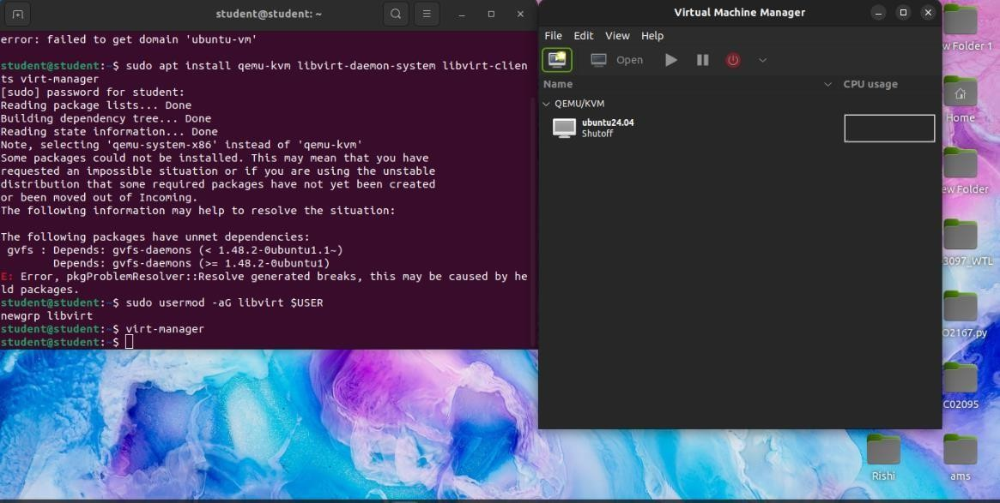 student@student: ~
error: failed to get domain 'ubuntu-vm'
student@student:~$ sudo apt install qemu-kvm libvirt-daemon-system libvirt-clien
ts virt-manager
[sudo] password for student:
Reading package lists... Done
Building dependency tree... Done
Reading state information... Done
Note, selecting 'qemu-system-x86' instead of 'qemu-kvm'
Some packages could not be installed. This may mean that you have
requested an impossible situation or if you are using the unstable
distribution that some required packages have not yet been created
or been moved out of Incoming.
The following information may help to resolve the situation:
The following packages have unmet dependencies:
gvfs : Depends: gvfs-daemons (< 1.48.2-0ubuntu1.1~)
Depends: gvfs-daemons (>= 1.48.2-0ubuntu1)
E: Error, pkgProblemResolver::Resolve generated breaks, this may be caused by he
ld packages.
student@student:~$ sudo usermod -aG libvirt $USER
newgrp libvirt
student@student:~$ virt-manager
student@student:~$
Virtual Machine Manager
File Edit View Help
Open
Name CPU usage
QEMU/KVM
ubuntu24.04
Shutoff
w Folder 1
Home
ew Folder
3097_WTL
O2167.py
C02095
Rishi
ams